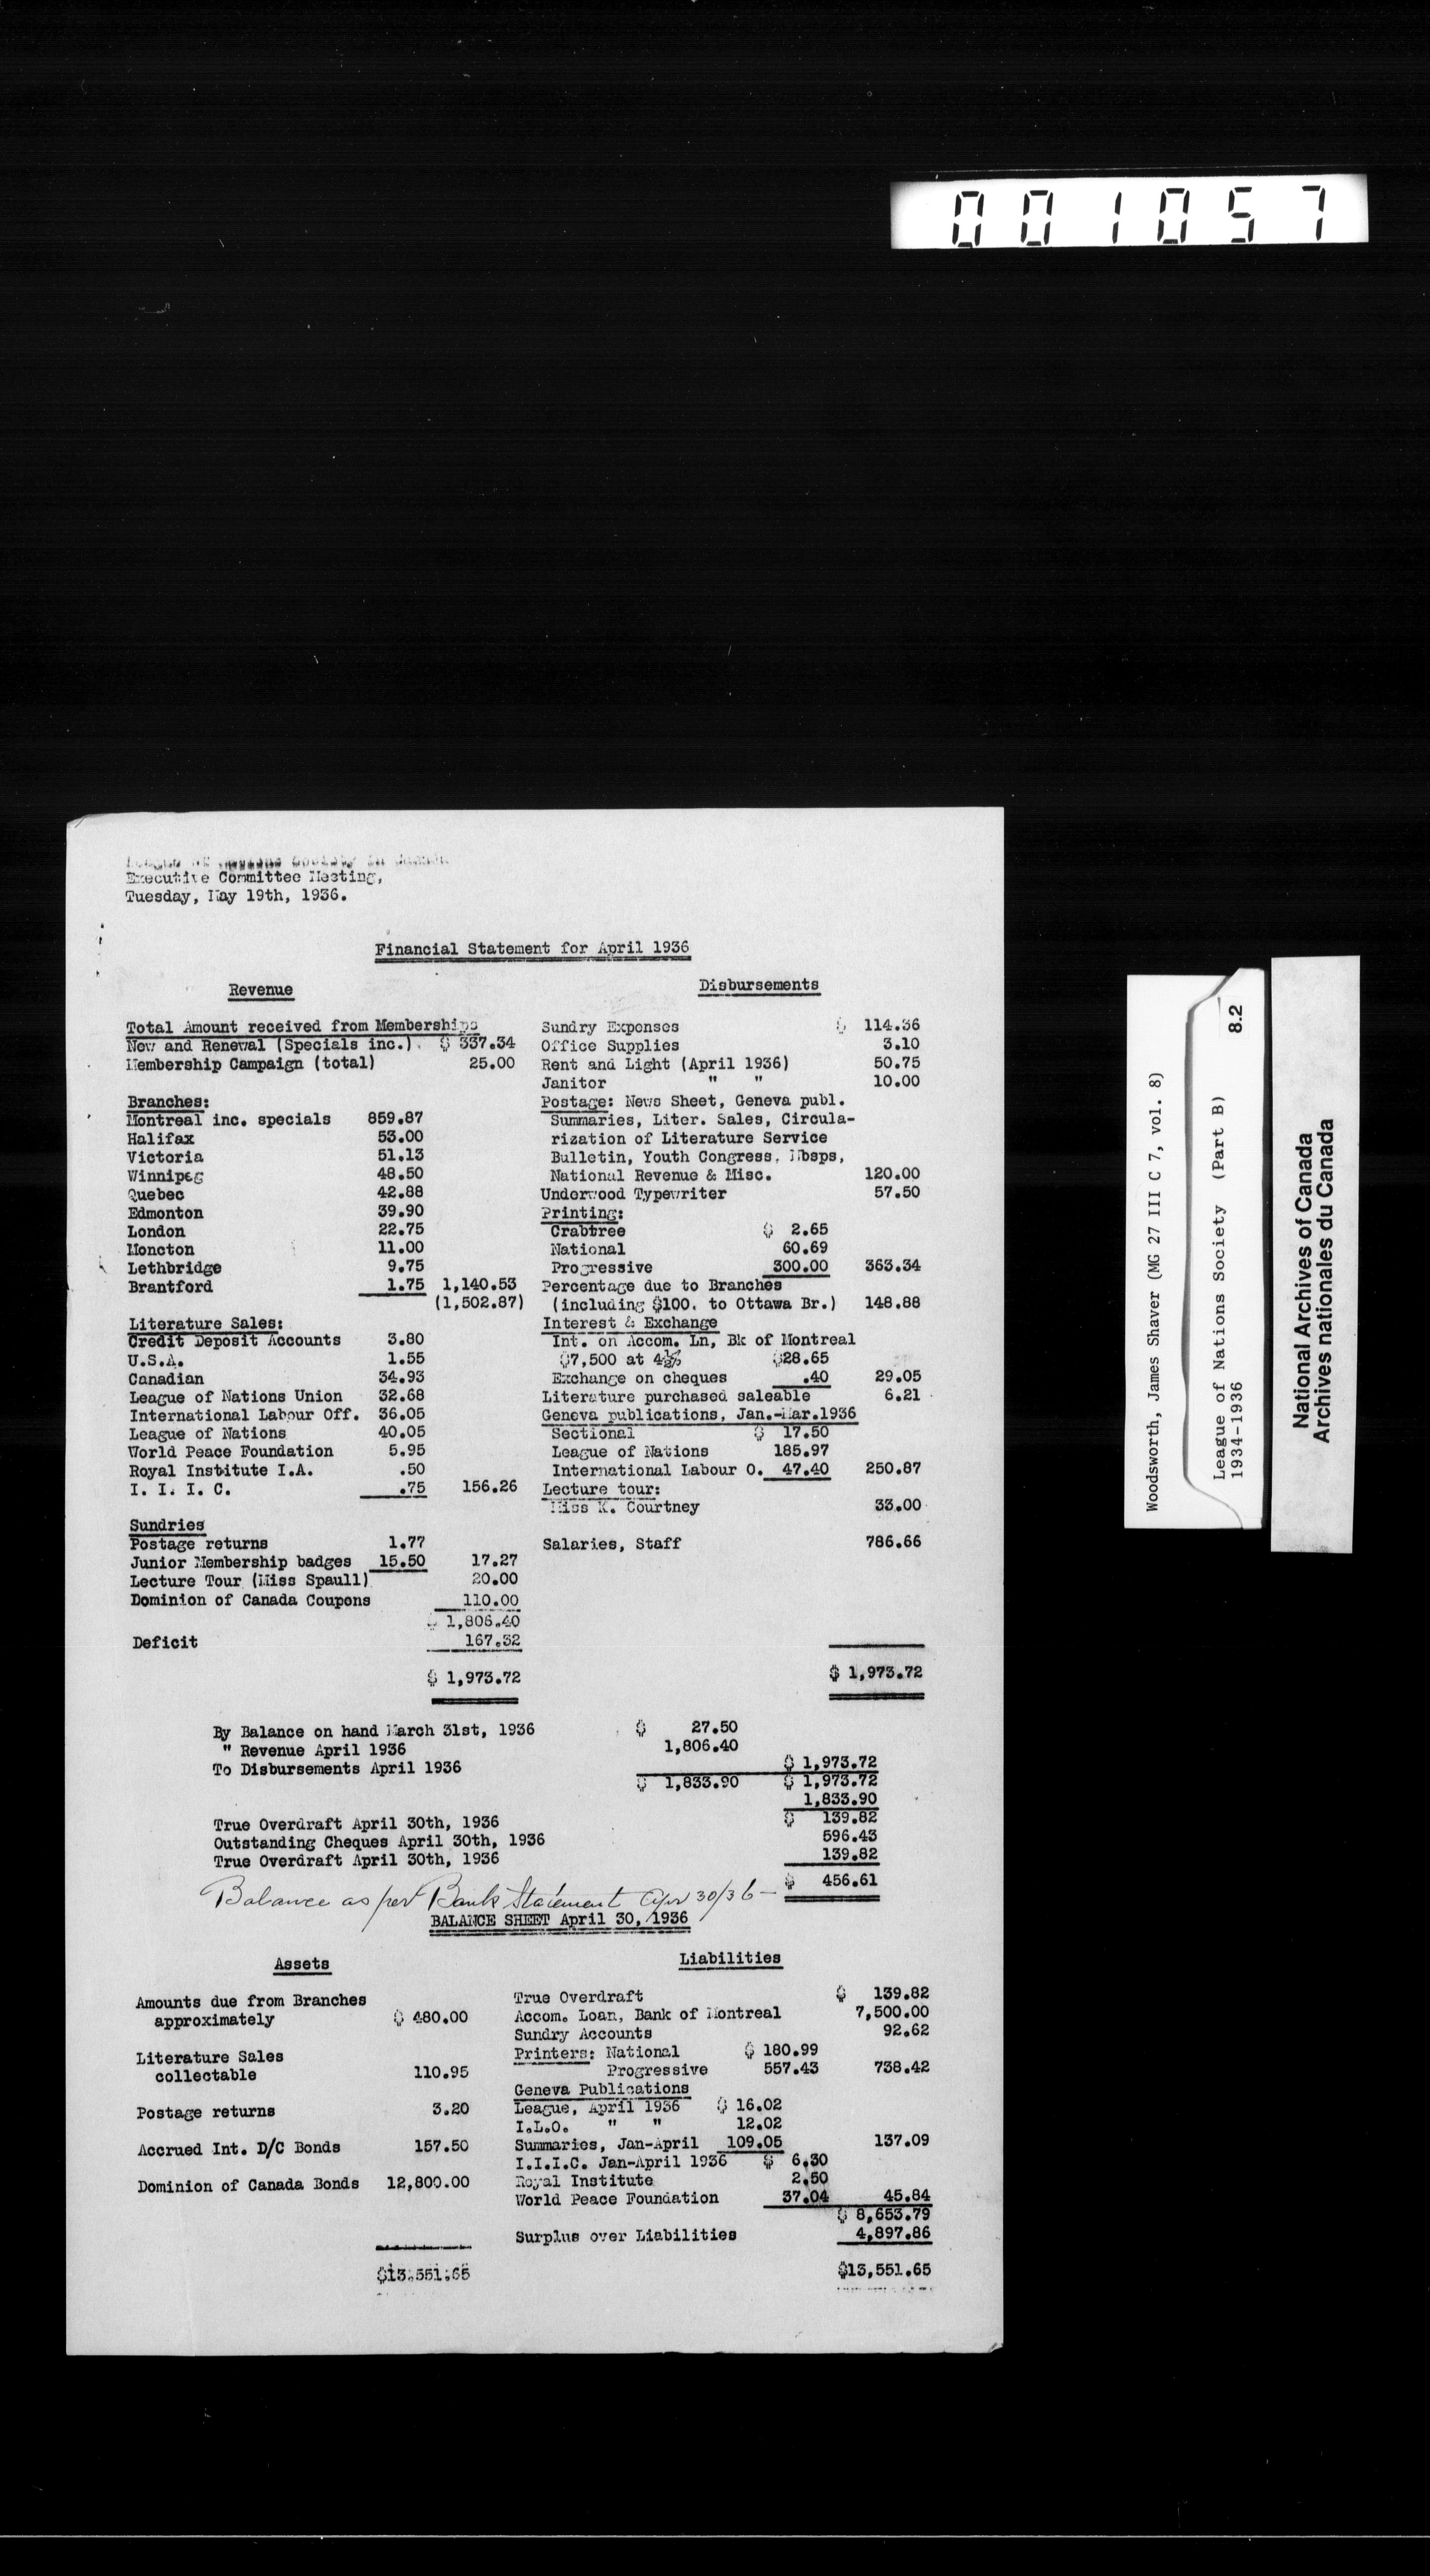 001057
League of Nations Society in Canada
Executive Committee Meeting,
Tuesday, May 19th, 1936.
Financial Statement for April 1936
Revenue
Total Amount received from Memberships
New and Renewal (Specials inc.). $ 337.34
Membership Campaign (total) 25.00
Branches:
Montreal inc. specials 859.87
Halifax 53.00
Victoria 51.13
Winnipeg 48.50
Quebec 42.88
Edmonton 39.90
London 22.75
Moncton 11.00
Lethbridge 9.75
Brantford 1.75 1,140.53
(1,502.87)
Literature Sales:
Credit Deposit Accounts 3.80
U.S.A. 1.55
Canadian 34.93
League of Nations Union 32.68
International Labour Off. 36.05
League of Nations 40.05
World Peace Foundation 5.95
Royal Institute I.A. .50
I. I. I. C. .75 156.26
Sundries
Postage returns 1.77
Junior Membership badges 15.50 17.27
Lecture Tour (Miss Spaull) 20.00
Dominion of Canada Coupons 110.00
$ 1,806.40
Deficit 167.32
$ 1,973.72
Disbursements
Sundry Expenses $ 114.36
Office Supplies 3.10
Rent and Light (April 1936) 50.75
Janitor " " 10.00
Postage: News Sheet, Geneva publ.
Summaries, Liter. Sales, Circula-
rization of Literature Service
Bulletin, Youth Congress, Mbsps,
National Revenue & Misc. 120.00
Underwood Typewriter 57.50
Printing:
Crabtree $ 2.65
National 60.69
Progressive 300.00 363.34
Percentage due to Branches
(including $100. to Ottawa Br.) 148.88
Interest & Exchange
Int. on Accom. Ln, Bk of Montreal
$7,500 at 4½% $28.65
Exchange on cheques .40 29.05
Literature purchased saleable 6.21
Geneva publications, Jan.-Mar.1936
Sectional $ 17.50
League of Nations 185.97
International Labour O. 47.40 250.87
Lecture tour:
Miss K. Courtney 33.00
Salaries, Staff 786.66
$ 1,973.72
By Balance on hand March 31st, 1936 $ 27.50
" Revenue April 1936 1,806.40
To Disbursements April 1936 $ 1,973.72
$ 1,833.90 $ 1,973.72
1,833.90
True Overdraft April 30th, 1936 $ 139.82
Outstanding Cheques April 30th, 1936 596.43
True Overdraft April 30th, 1936 139.82
Balance as per Bank Statement Apr 30/36 — $ 456.61
BALANCE SHEET April 30, 1936
Assets
Amounts due from Branches
approximately $ 480.00
Literature Sales
collectable 110.95
Postage returns 3.20
Accrued Int. D/C Bonds 157.50
Dominion of Canada Bonds 12,800.00
$13,551.65
Liabilities
True Overdraft $ 139.82
Accom. Loan, Bank of Montreal 7,500.00
Sundry Accounts 92.62
Printers: National $ 180.99
Progressive 557.43 738.42
Geneva Publications
League, April 1936 $ 16.02
I.L.O. " " 12.02
Summaries, Jan-April 109.05 137.09
I.I.I.C. Jan-April 1936 $ 6.30
Royal Institute 2.50
World Peace Foundation 37.04 45.84
$ 8,653.79
Surplus over Liabilities 4,897.86
$13,551.65
Woodsworth, James Shaver (MG 27 III C 7, vol. 8)
League of Nations Society (Part B) 8.2
1934-1936
National Archives of Canada
Archives nationales du Canada